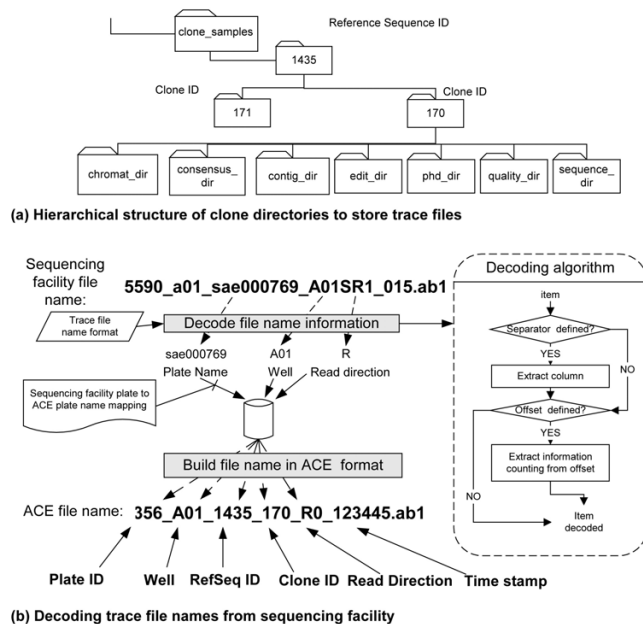 clone_samples
Reference Sequence ID
1435
Clone ID
Clone ID
171
170
chromat_dir
consensus_
dir
contig_dir
edit_dir
phd_dir
quality_dir
sequence_
dir
(a) Hierarchical structure of clone directories to store trace files
Sequencing
facility file
name:
5590_a01_sae000769_A01SR1_015.ab1
Trace file
name format
Decode file name information
sae000769
A01
R
Plate Name
Well
Read direction
Sequencing facility plate to
ACE plate name mapping
Build file name in ACE format
ACE file name:
356_A01_1435_170_R0_123445.ab1
Plate ID
Well
RefSeq ID
Clone ID
Read Direction
Time stamp
Decoding algorithm
item
Separator defined?
YES
NO
Extract column
Offset defined?
YES
Extract information
counting from offset
NO
Item
decoded
(b) Decoding trace file names from sequencing facility